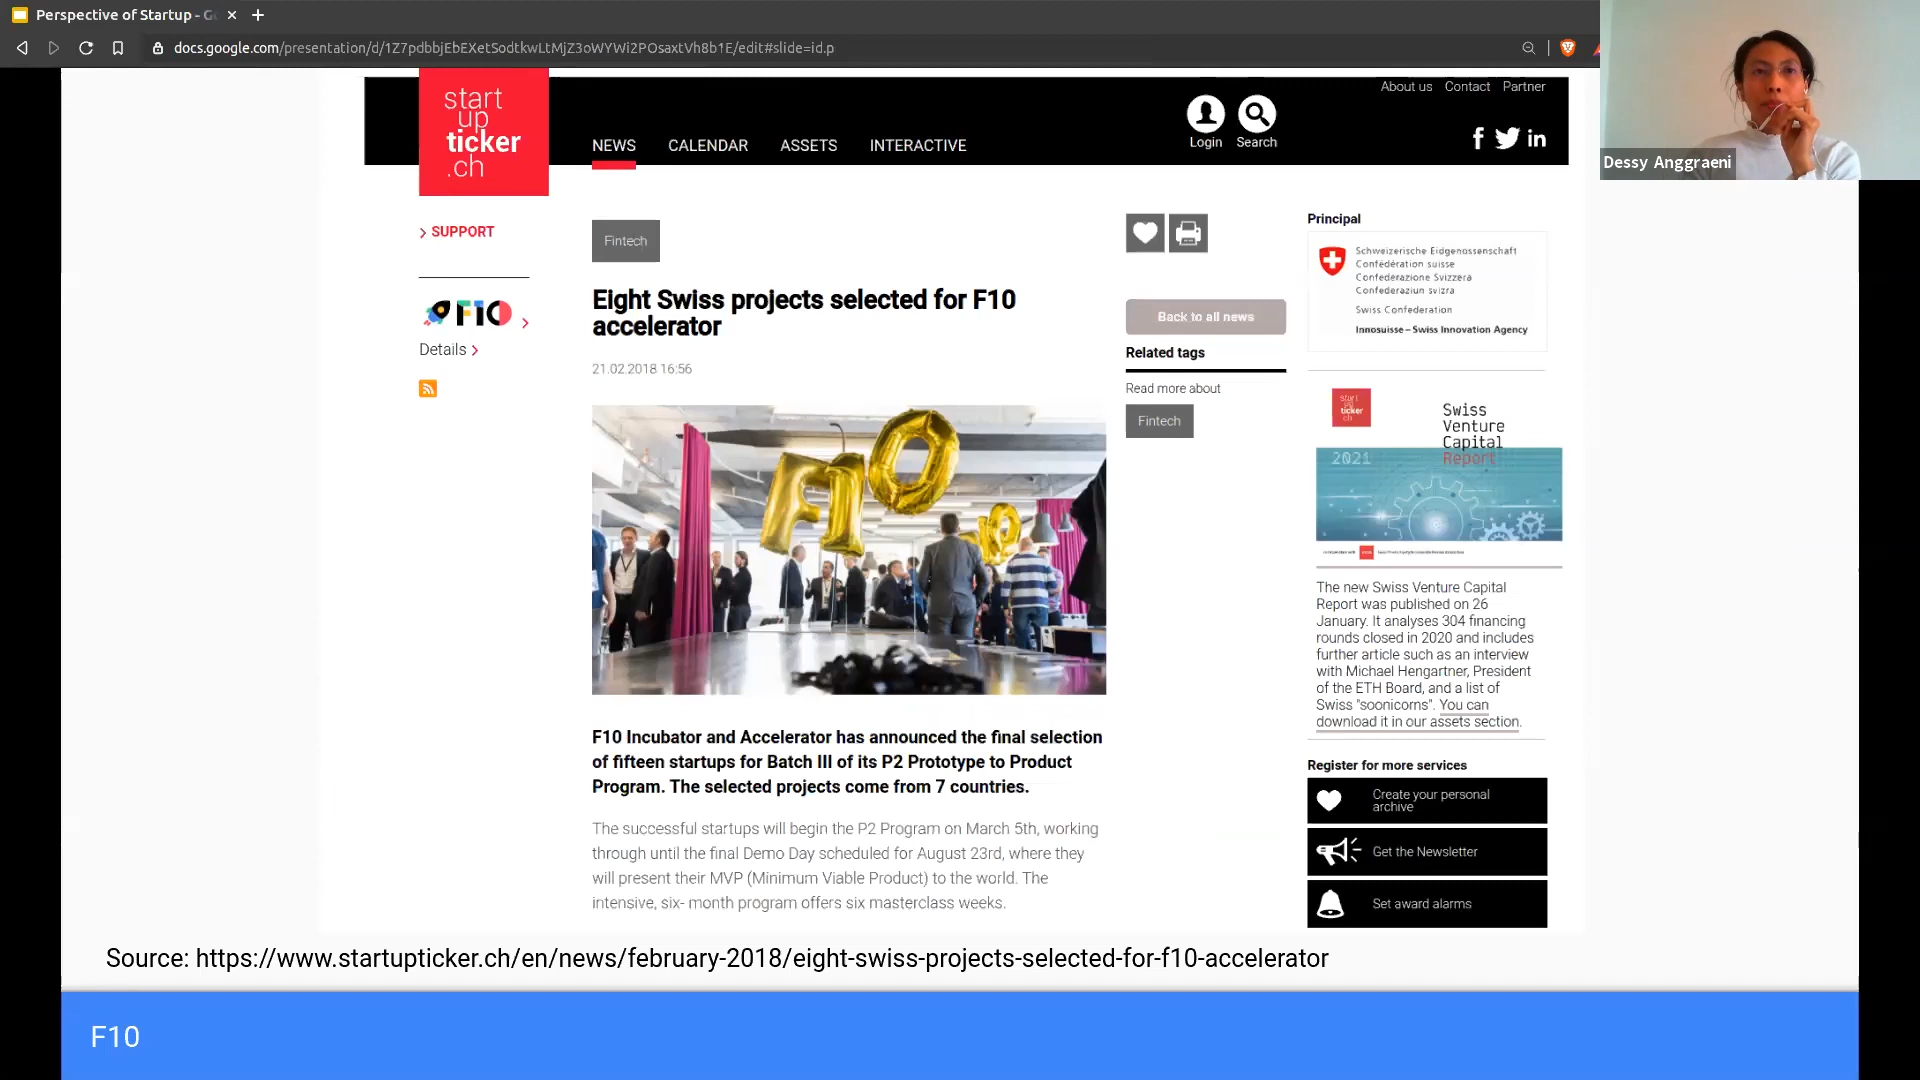 Perspective of Startup - G
docs.google.com/presentation/d/1Z7pdbbjEbEXetSodtkwLtMjZ3oWYWi2POsaxtVh8b1E/edit#slide=id.p
Dessy Anggraeni
start
up
ticker
.ch
NEWS
CALENDAR
ASSETS
INTERACTIVE
Login
Search
About us
Contact
Partner
SUPPORT
F10
Details
Fintech
Eight Swiss projects selected for F10
accelerator
21.02.2018 16:56
F10
F10 Incubator and Accelerator has announced the final selection
of fifteen startups for Batch III of its P2 Prototype to Product
Program. The selected projects come from 7 countries.
The successful startups will begin the P2 Program on March 5th, working
through until the final Demo Day scheduled for August 23rd, where they
will present their MVP (Minimum Viable Product) to the world. The
intensive, six- month program offers six masterclass weeks.
Back to all news
Related tags
Read more about
Fintech
Principal
Schweizerische Eidgenossenschaft
Confédération suisse
Confederazione Svizzera
Confederaziun svizra
Swiss Confederation
Innosuisse – Swiss Innovation Agency
start
up
ticker
.ch
Swiss
Venture
Capital
Report
2021
The new Swiss Venture Capital
Report was published on 26
January. It analyses 304 financing
rounds closed in 2020 and includes
further article such as an interview
with Michael Hengartner, President
of the ETH Board, and a list of
Swiss "soonicorns". You can
download it in our assets section.
Register for more services
Create your personal
archive
Get the Newsletter
Set award alarms
Source: https://www.startupticker.ch/en/news/february-2018/eight-swiss-projects-selected-for-f10-accelerator
F10